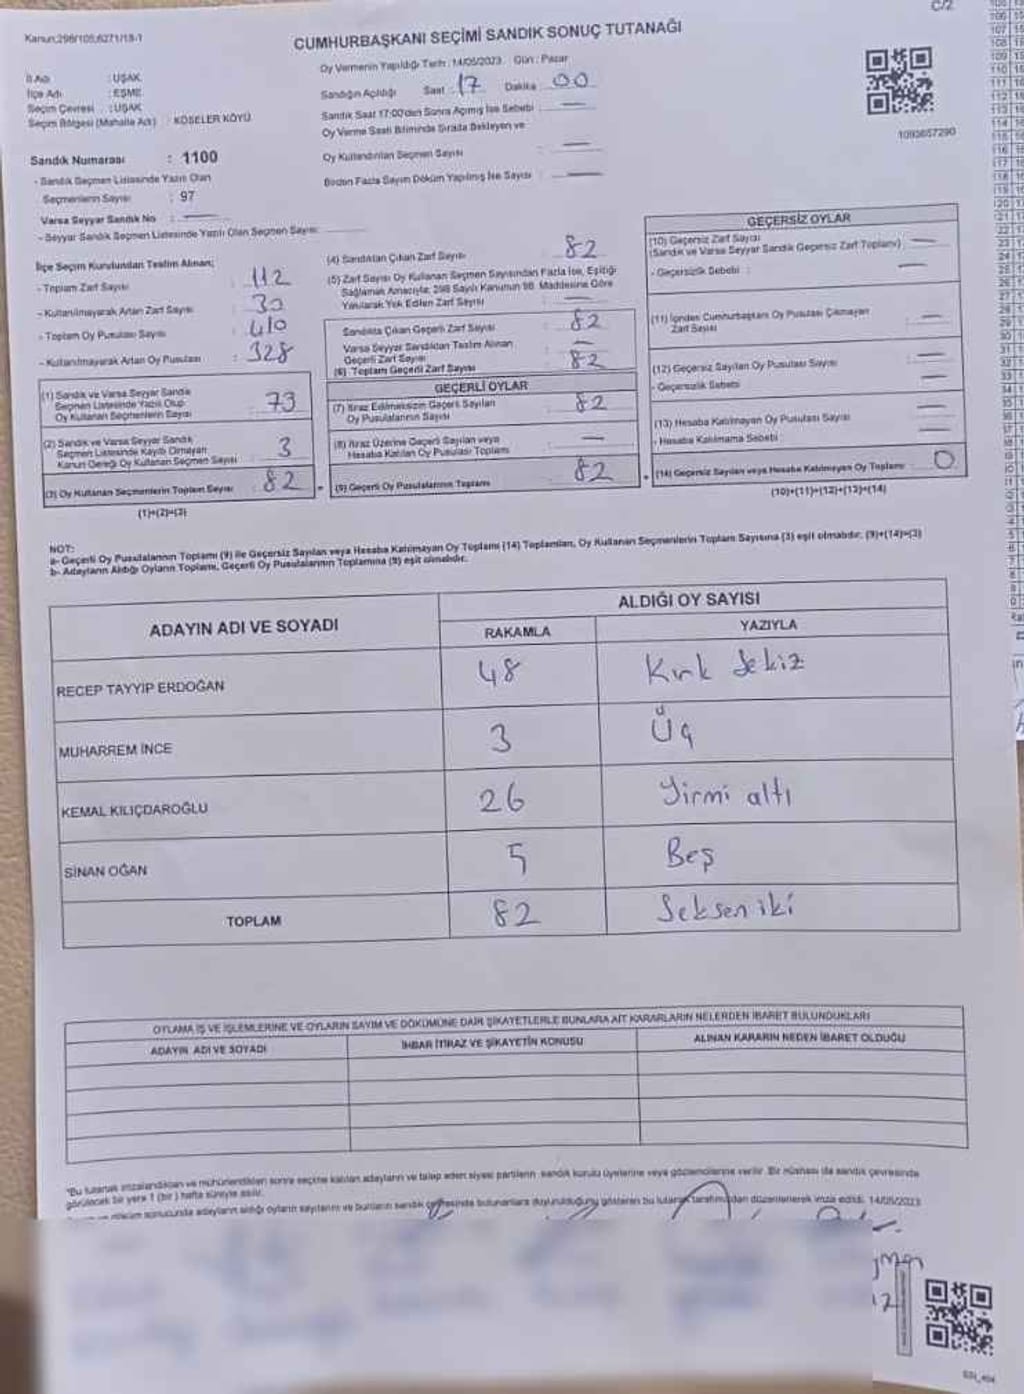 Kanun;298/105;6271/18-1
C/2
CUMHURBAŞKANI SEÇİMİ SANDIK SONUÇ TUTANAĞI
Oy Vermenin Yapıldığı Tarih : 14/05/2023 Gün : Pazar
İl Adı : UŞAK
İlçe Adı : EŞME
Seçim Çevresi : UŞAK
Seçim Bölgesi (Mahalle Adı) : KÖSELER KÖYÜ
Sandığın Açıldığı Saat : 17 Dakika 00
Sandık Saat 17:00'den Sonra Açılmış İse Sebebi : —
Oy Verme Saati Bitiminde Sırada Bekleyen ve
Oy Kullandırılan Seçmen Sayısı : —
Birden Fazla Sayım Döküm Yapılmış İse Sayısı : —
1093657290
Sandık Numarası : 1100
- Sandık Seçmen Listesinde Yazılı Olan
Seçmenlerin Sayısı : 97
Varsa Seyyar Sandık No : —
- Seyyar Sandık Seçmen Listesinde Yazılı Olan Seçmen Sayısı:
İlçe Seçim Kurulundan Teslim Alınan;
- Toplam Zarf Sayısı : 112
- Kullanılmayarak Artan Zarf Sayısı : 30
- Toplam Oy Pusulası Sayısı : 410
- Kullanılmayarak Artan Oy Pusulası : 328
(1) Sandık ve Varsa Seyyar Sandık
Seçmen Listesinde Yazılı Olup
Oy Kullanan Seçmenlerin Sayısı : 79
(2) Sandık ve Varsa Seyyar Sandık
Seçmen Listesinde Kayıtlı Olmayan
Kanun Gereği Oy Kullanan Seçmen Sayısı : 3
(3) Oy Kullanan Seçmenlerin Toplam Sayısı : 82
(1)+(2)=(3)
(4) Sandıktan Çıkan Zarf Sayısı : 82
(5) Zarf Sayısı Oy Kullanan Seçmen Sayısından Fazla İse, Eşitliği
Sağlamak Amacıyla; 298 Sayılı Kanunun 98. Maddesine Göre
Yakılarak Yok Edilen Zarf Sayısı : —
Sandıkta Çıkan Geçerli Zarf Sayısı : 82
Varsa Seyyar Sandıktan Teslim Alınan
Geçerli Zarf Sayısı : —
(6) Toplam Geçerli Zarf Sayısı : 82
GEÇERLİ OYLAR
(7) İtiraz Edilmeksizin Geçerli Sayılan
Oy Pusulalarının Sayısı : 82
(8) İtiraz Üzerine Geçerli Sayılan veya
Hesaba Katılan Oy Pusulası Toplamı : —
(9) Geçerli Oy Pusulalarının Toplamı : 82
GEÇERSİZ OYLAR
(10) Geçersiz Zarf Sayısı
(Sandık ve Varsa Seyyar Sandık Geçersiz Zarf Toplamı) : —
- Geçersizlik Sebebi : —
(11) İçinden Cumhurbaşkanı Oy Pusulası Çıkmayan
Zarf Sayısı : —
(12) Geçersiz Sayılan Oy Pusulası Sayısı : —
- Geçersizlik Sebebi : —
(13) Hesaba Katılmayan Oy Pusulası Sayısı : —
- Hesaba Katılmama Sebebi : —
(14) Geçersiz Sayılan veya Hesaba Katılmayan Oy Toplamı : 0
(10)+(11)+(12)+(13)=(14)
NOT:
a- Geçerli Oy Pusulalarının Toplamı (9) ile Geçersiz Sayılan veya Hesaba Katılmayan Oy Toplamı (14) Toplamları, Oy Kullanan Seçmenlerin Toplam Sayısına (3) eşit olmalıdır. (9)+(14)=(3)
b- Adayların Aldığı Oyların Toplamı, Geçerli Oy Pusulalarının Toplamına (9) eşit olmalıdır.
ADAYIN ADI VE SOYADI
ALDIĞI OY SAYISI
RAKAMLA YAZIYLA
RECEP TAYYİP ERDOĞAN 48 Kırk Sekiz
MUHARREM İNCE 3 Üç
KEMAL KILIÇDAROĞLU 26 Yirmi altı
SİNAN OĞAN 5 Beş
TOPLAM 82 Seksen iki
OYLAMA İŞ VE İŞLEMLERİNE VE OYLARIN SAYIM VE DÖKÜMÜNE DAİR ŞİKAYETLERLE BUNLARA AİT KARARLARIN NELERDEN İBARET BULUNDUKLARI
ADAYIN ADI VE SOYADI İHBAR İTİRAZ VE ŞİKAYETİN KONUSU ALINAN KARARIN NEDEN İBARET OLDUĞU
*Bu tutanak imzalandıktan ve mühürlendikten sonra seçime katılan adayların ve talep eden siyasi partilerin sandık kurulu üyelerine veya gözlemcilerine verilir. Bir nüshası da sandık çevresinde
görülecek bir yere 1 (bir) hafta süreyle asılır.
döküm sonucunda adayların aldığı oyların sayılarını ve bunların sandık çevresinde bulunanlara duyurulduğunu gösteren bu tutanak tarafımızdan düzenlenerek imza edildi. 14/05/2023